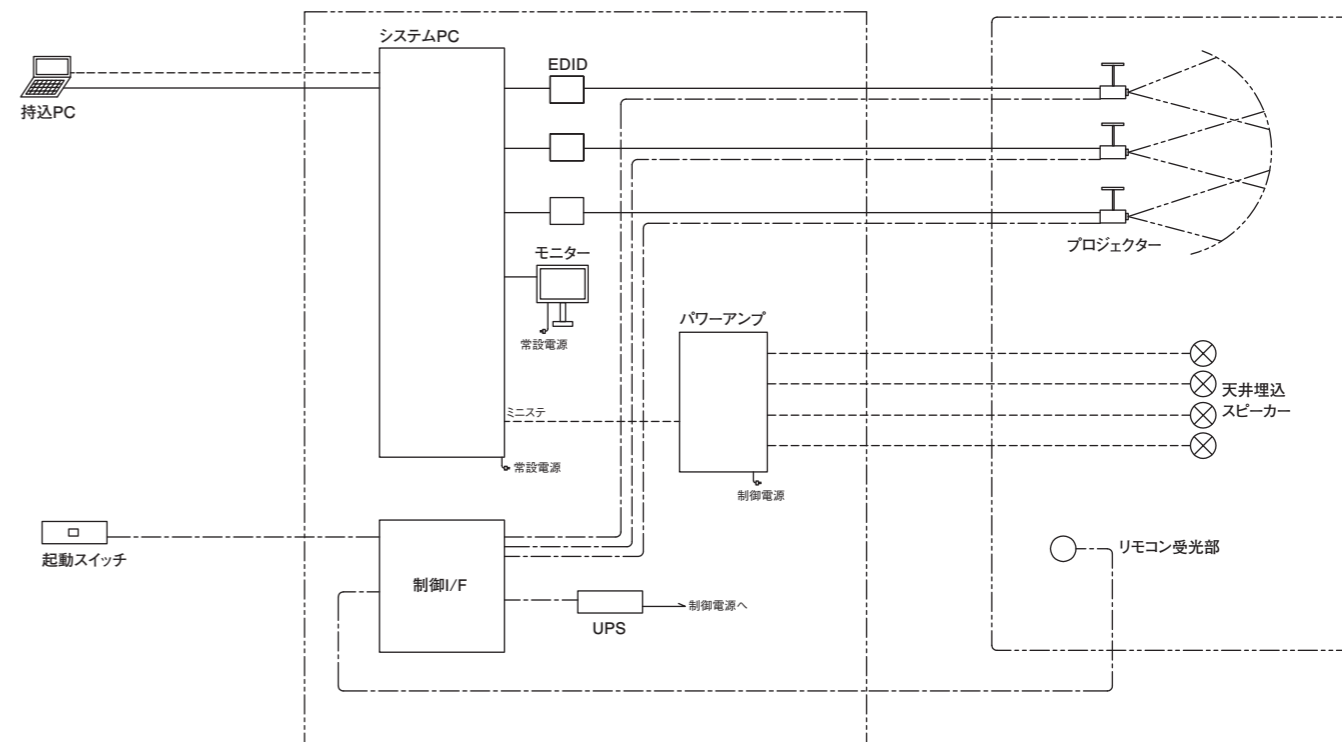 システムPC
EDID
持込PC
モニター
常設電源
プロジェクター
パワーアンプ
ミニステ
常設電源
制御電源
天井埋込
スピーカー
起動スイッチ
制御I/F
UPS
制御電源へ
リモコン受光部